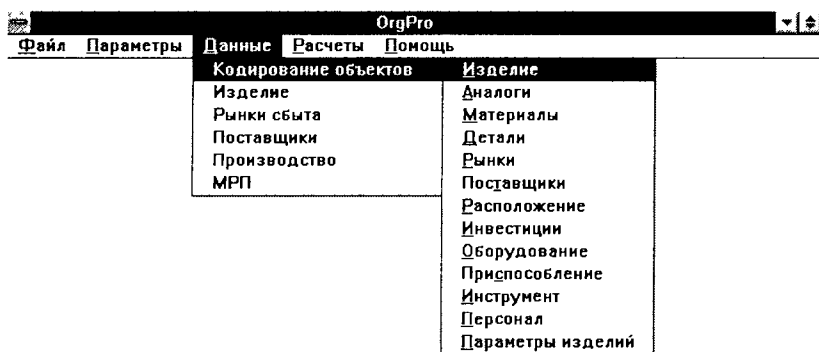 OrgPro
Файл Параметры Данные Расчеты Помощь
Кодирование объектов
Изделие
Рынки сбыта
Поставщики
Производство
МРП
Изделие
Аналоги
Материалы
Детали
Рынки
Поставщики
Расположение
Инвестиции
Оборудование
Приспособление
Инструмент
Персонал
Параметры изделий